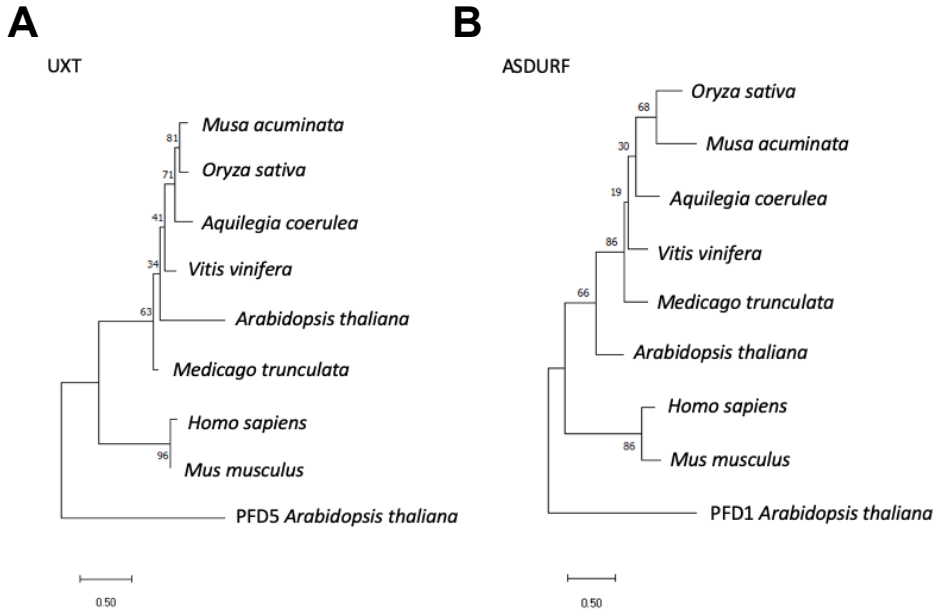 A
UXT
81
Musa acuminata
Oryza sativa
71
Aquilegia coerulea
41
Vitis vinifera
34
Arabidopsis thaliana
63
Medicago trunculata
Homo sapiens
96
Mus musculus
PFD5 Arabidopsis thaliana
0.50
B
ASDURF
Oryza sativa
68
Musa acuminata
30
Aquilegia coerulea
19
Vitis vinifera
86
Medicago trunculata
66
Arabidopsis thaliana
Homo sapiens
86
Mus musculus
PFD1 Arabidopsis thaliana
0.50